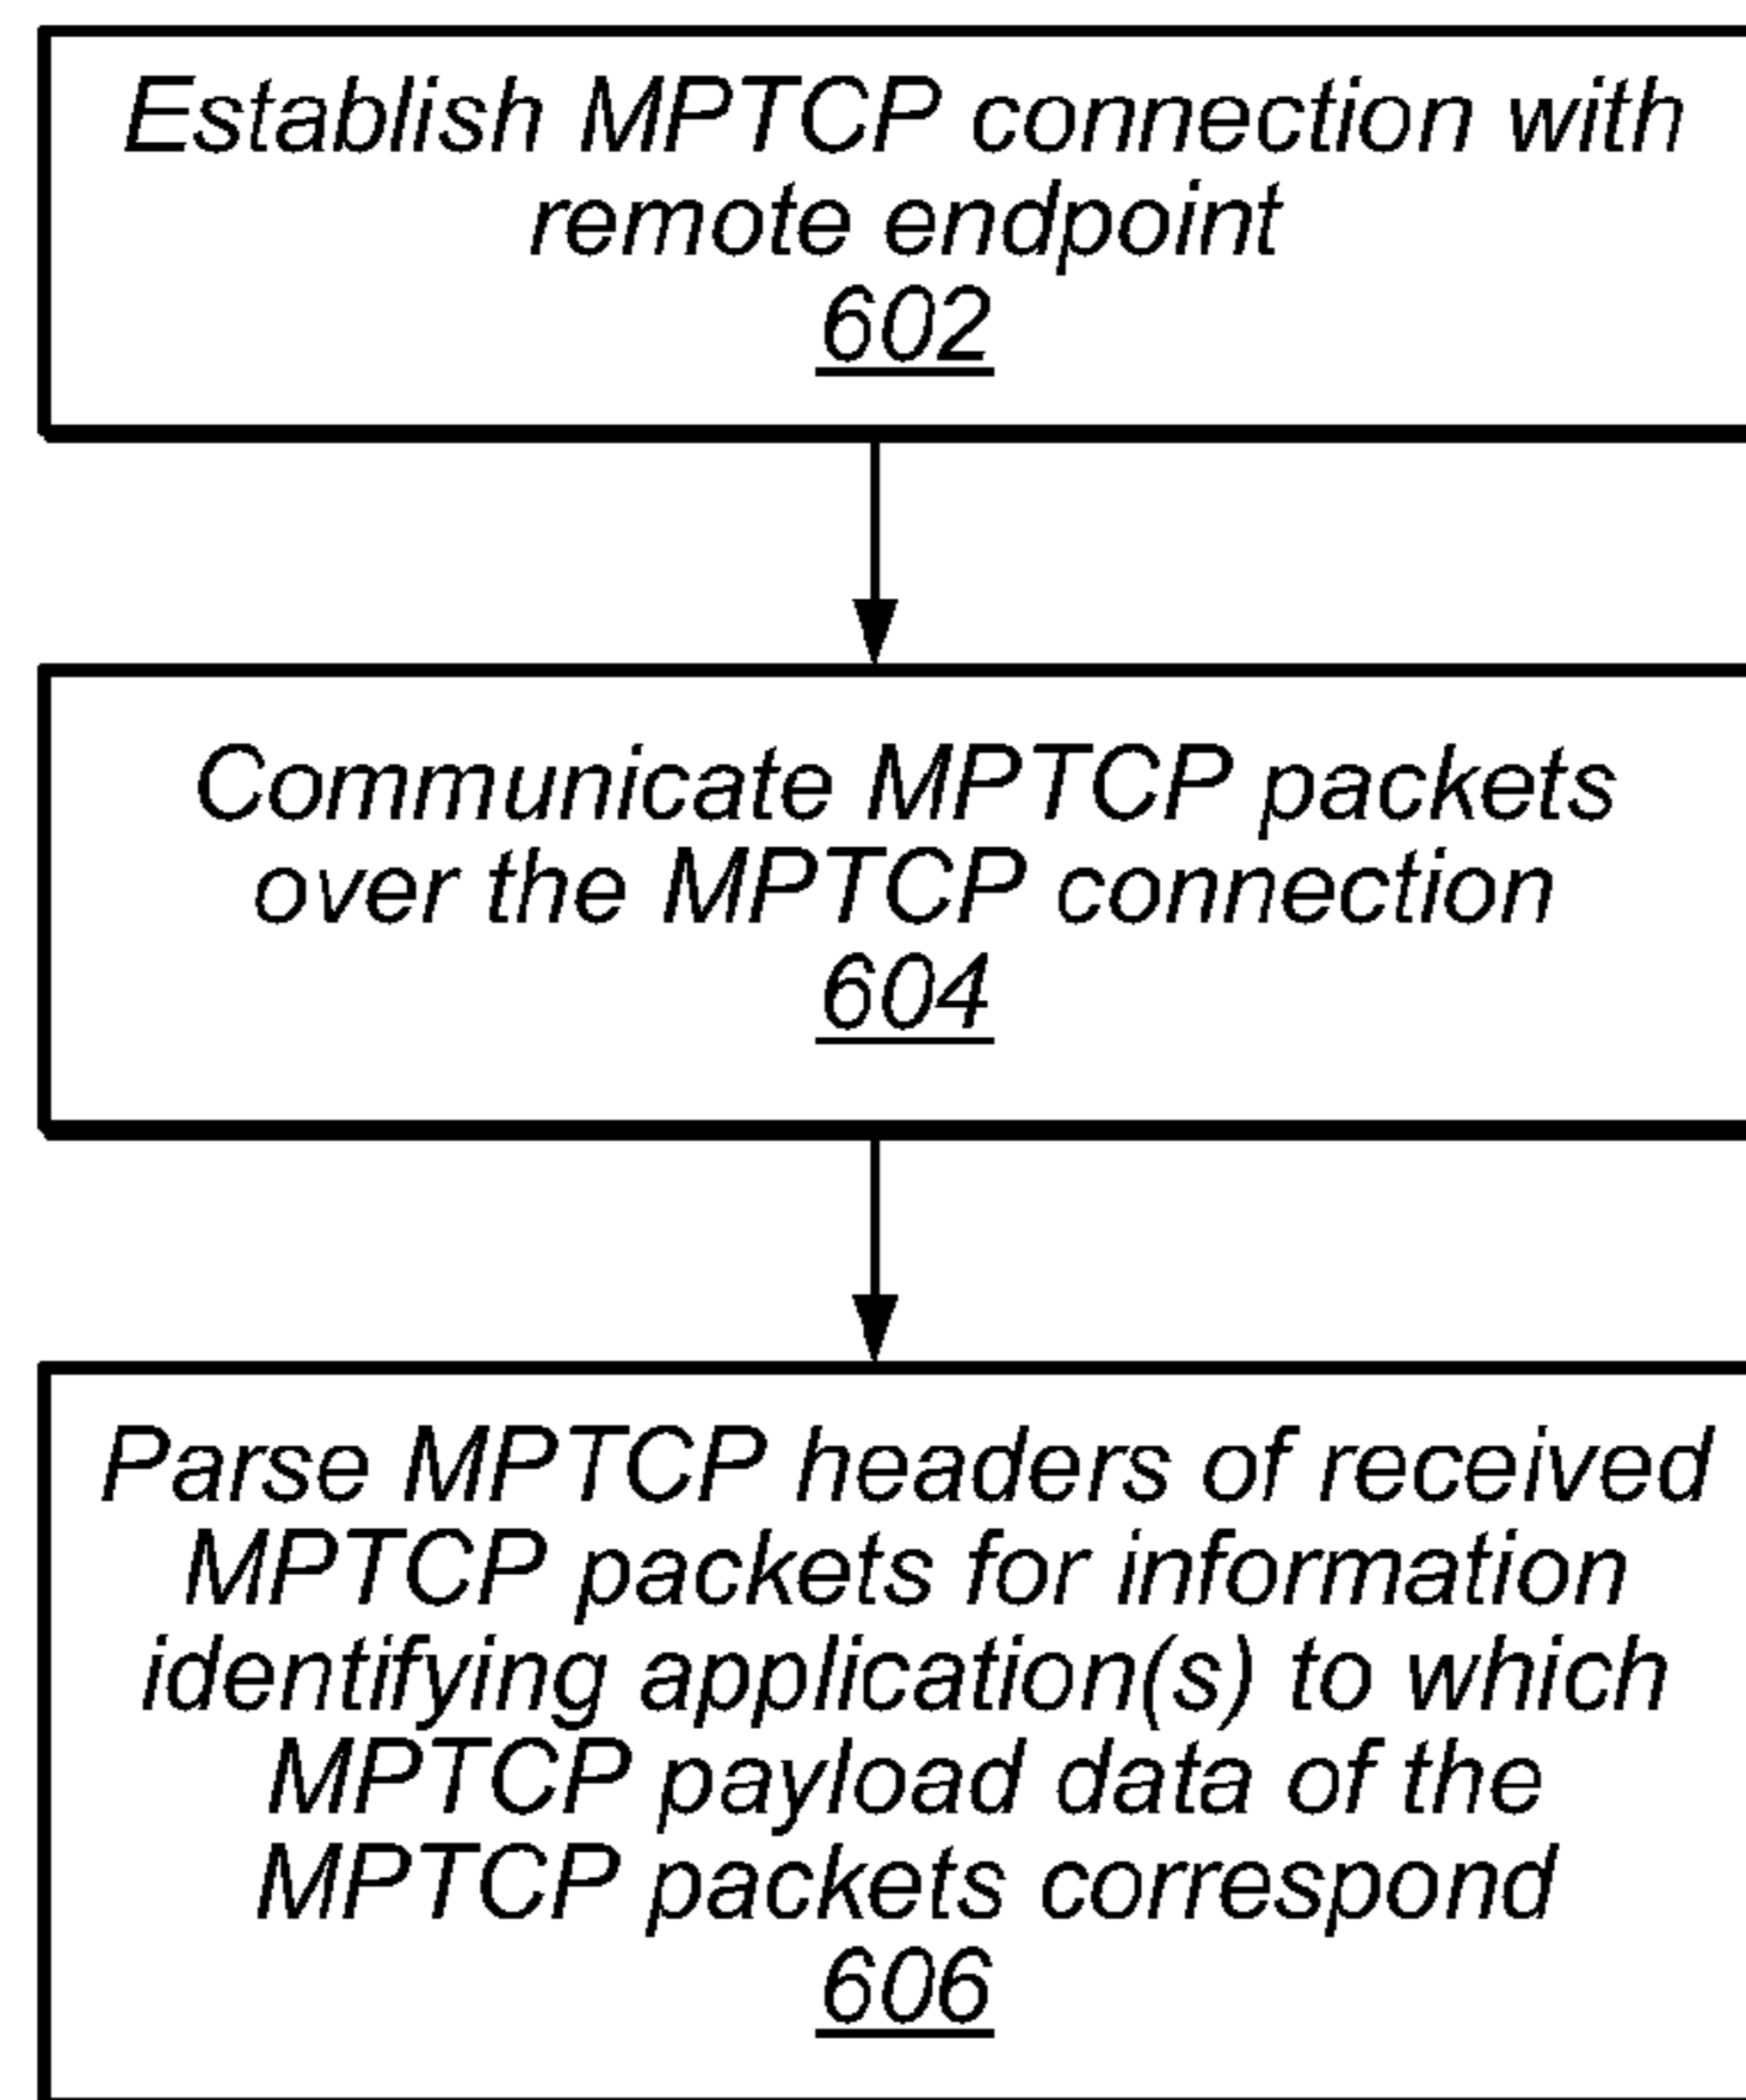 Establish MPTCP connection with
remote endpoint
602
Communicate MPTCP packets
over the MPTCP connection
604
Parse MPTCP headers of received
MPTCP packets for information
identifying application(s) to which
MPTCP payload data of the
MPTCP packets correspond
606